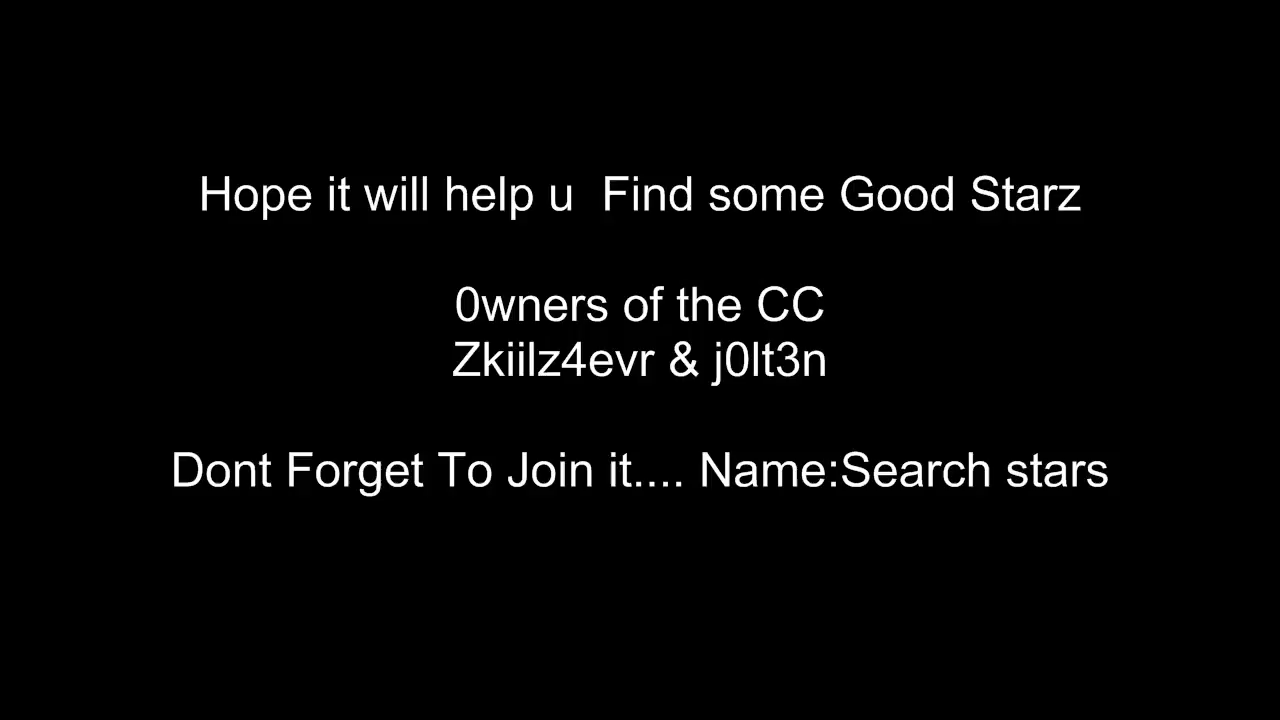 Hope it will help u  Find some Good Starz
0wners of the CC
Zkiilz4evr & j0lt3n
Dont Forget To Join it.... Name:Search stars